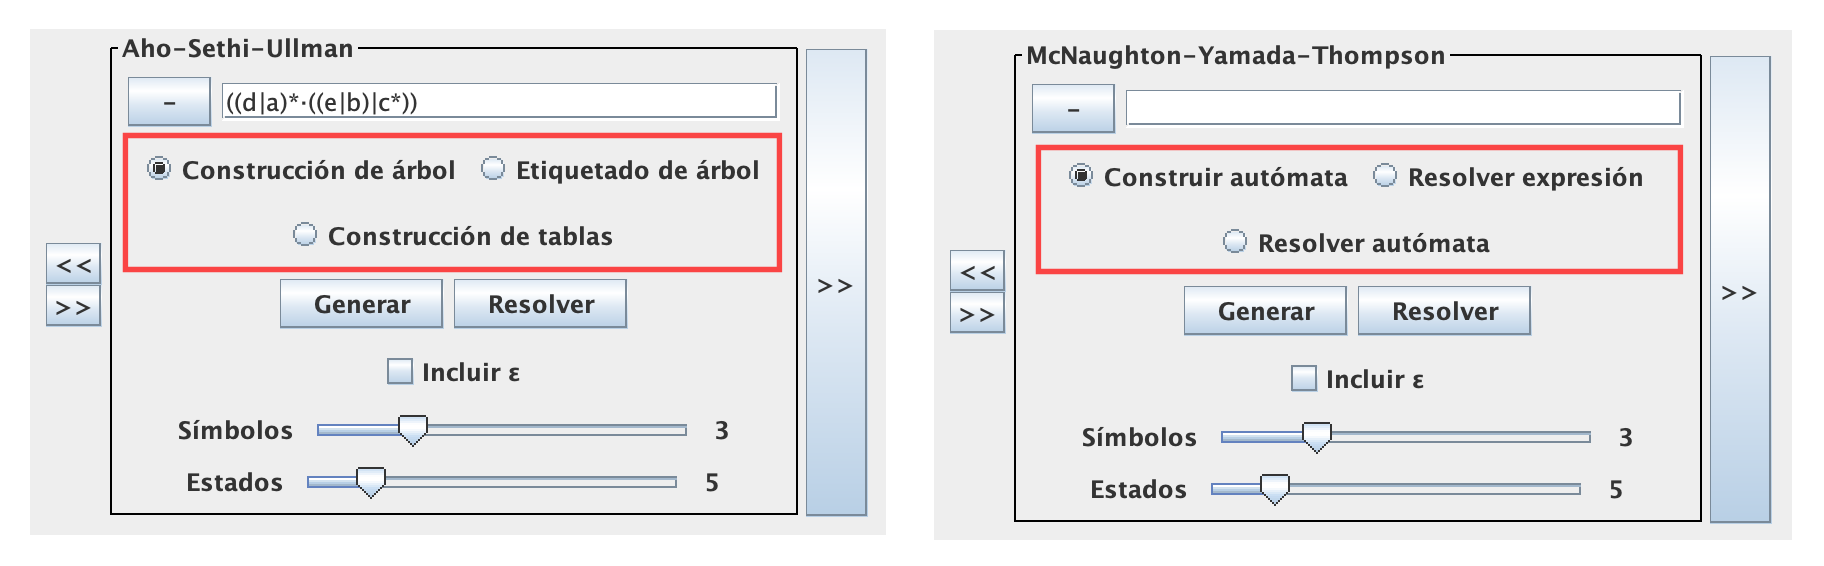 Aho-Sethi-Ullman
-
((d|a)*·((e|b)|c*))
Construcción de árbol
Etiquetado de árbol
Construcción de tablas
<<
>>
>>
Generar
Resolver
Incluir ε
Símbolos
3
Estados
5
McNaughton-Yamada-Thompson
-
Construir autómata
Resolver expresión
Resolver autómata
<<
>>
>>
Generar
Resolver
Incluir ε
Símbolos
3
Estados
5